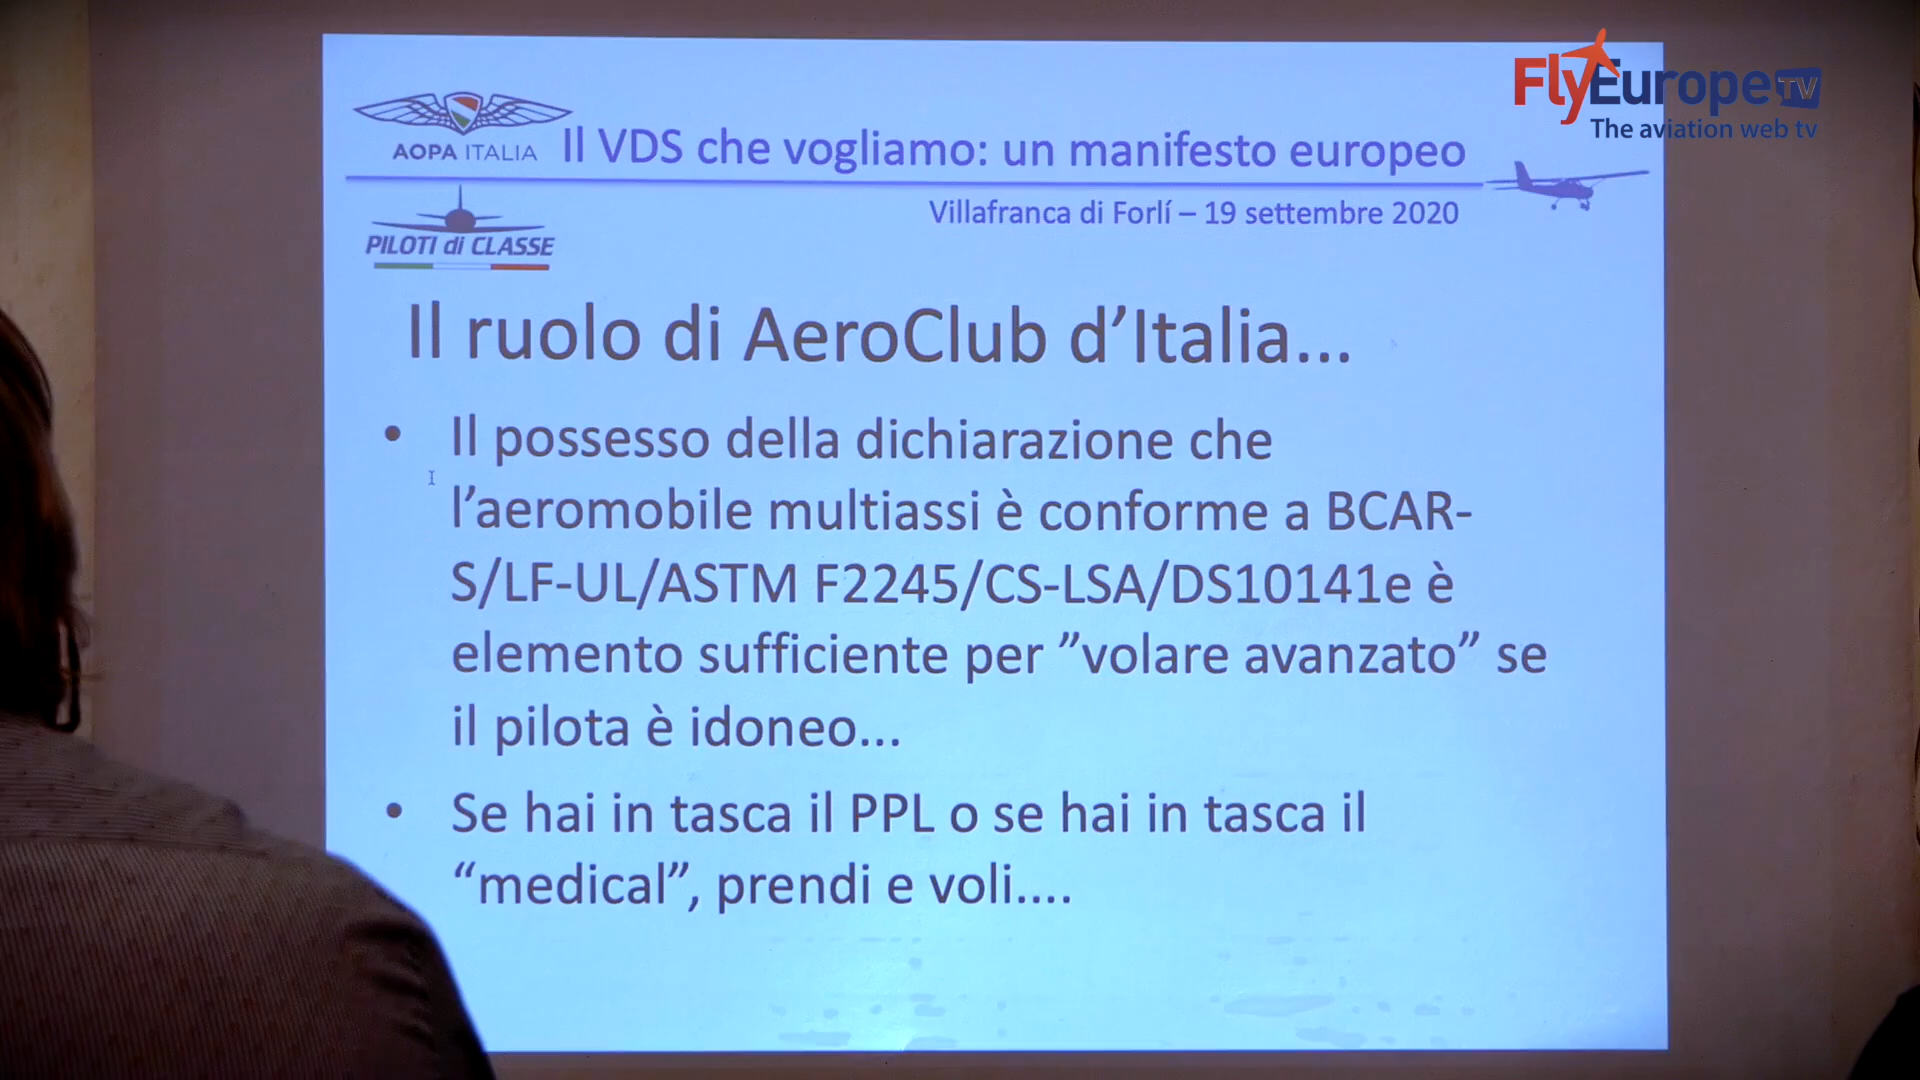 FlyEuropeTV
The aviation web tv
AOPA ITALIA
Il VDS che vogliamo: un manifesto europeo
Villafranca di Forlí – 19 settembre 2020
PILOTI di CLASSE
Il ruolo di AeroClub d’Italia...
• Il possesso della dichiarazione che
l’aeromobile multiassi è conforme a BCAR-
S/LF-UL/ASTM F2245/CS-LSA/DS10141e è
elemento sufficiente per ”volare avanzato” se
il pilota è idoneo...
• Se hai in tasca il PPL o se hai in tasca il
“medical”, prendi e voli....